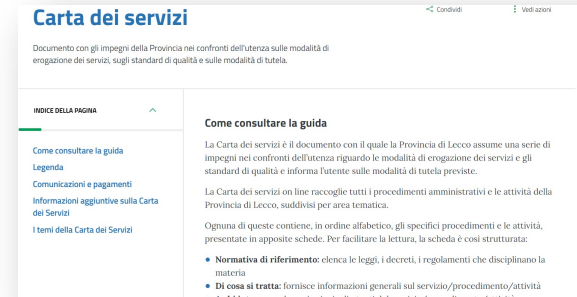 Carta dei servizi
Condividi
Vedi azioni
Documento con gli impegni della Provincia nei confronti dell'utenza sulle modalità di
erogazione dei servizi, sugli standard di qualità e sulle modalità di tutela.
INDICE DELLA PAGINA
Come consultare la guida
Legenda
Comunicazioni e pagamenti
Informazioni aggiuntive sulla Carta
dei Servizi
I temi della Carta dei Servizi
Come consultare la guida
La Carta dei servizi è il documento con il quale la Provincia di Lecco assume una serie di
impegni nei confronti dell'utenza riguardo le modalità di erogazione dei servizi e gli
standard di qualità e informa l'utente sulle modalità di tutela previste.
La Carta dei servizi on line raccoglie tutti i procedimenti amministrativi e le attività della
Provincia di Lecco, suddivisi per area tematica.
Ognuna di queste contiene, in ordine alfabetico, gli specifici procedimenti e le attività,
presentate in apposite schede. Per facilitare la lettura, la scheda è così strutturata:
• Normativa di riferimento: elenca le leggi, i decreti, i regolamenti che disciplinano la
materia
• Di cosa si tratta: fornisce informazioni generali sul servizio/procedimento/attività